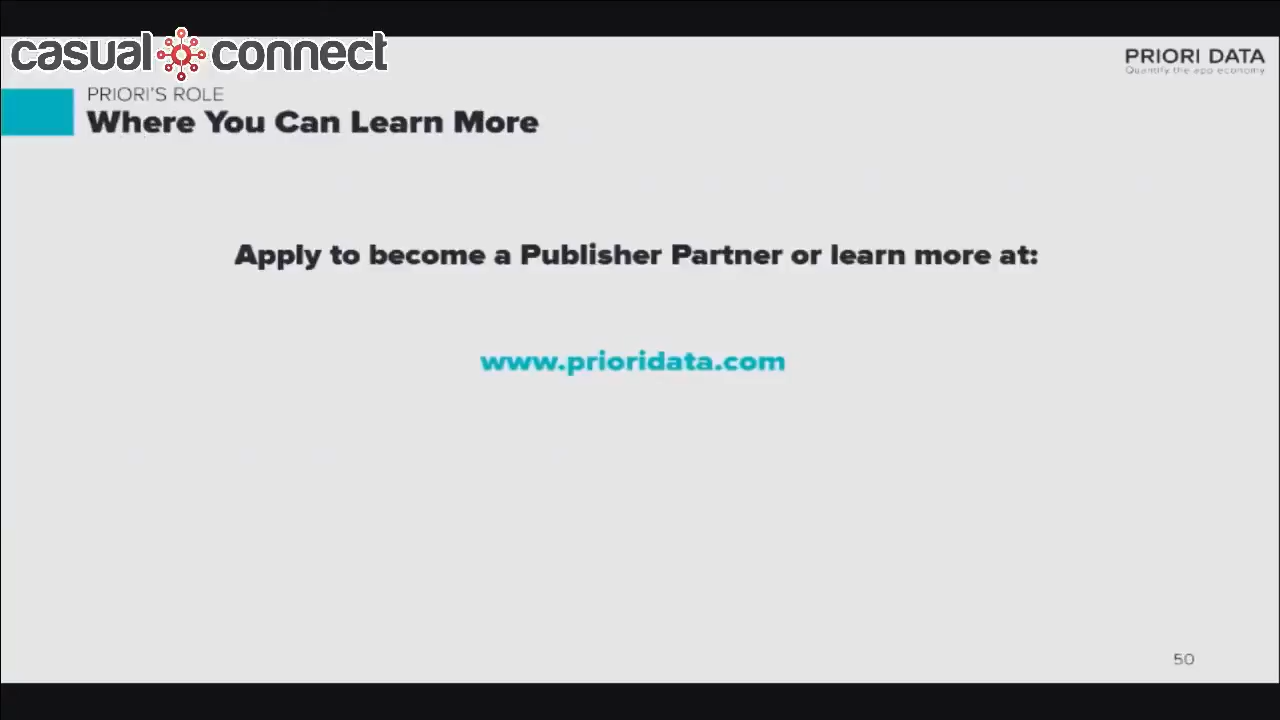 casual connect
PRIORI DATA
Quantify the app economy
PRIORI'S ROLE
Where You Can Learn More
Apply to become a Publisher Partner or learn more at:
www.prioridata.com
50